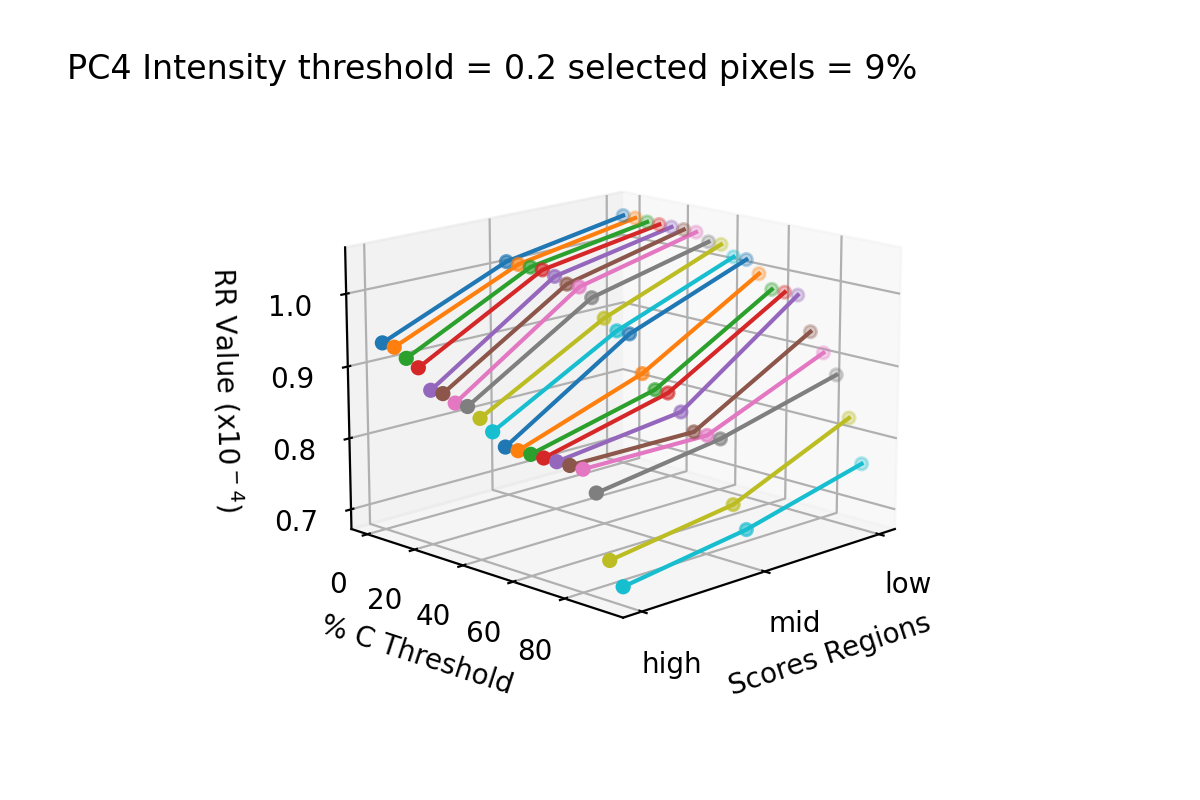 PC4 Intensity threshold = 0.2 selected pixels = 9%
RR Value (x10⁻⁴)
1.0
0.9
0.8
0.7
0
20
40
60
80
% C Threshold
high
mid
low
Scores Regions